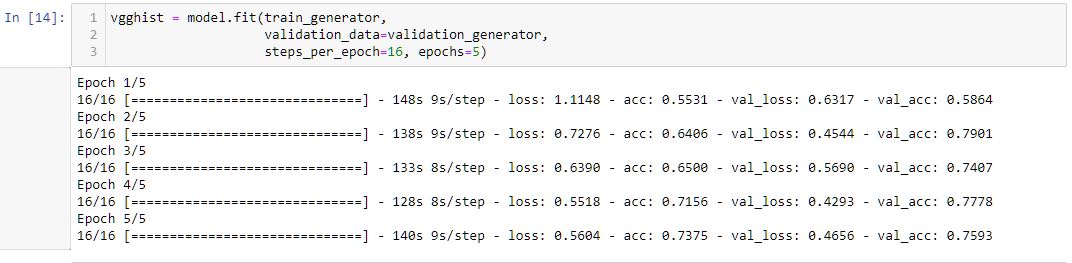 In [14]:
1 vgghist = model.fit(train_generator,
2                     validation_data=validation_generator,
3                     steps_per_epoch=16, epochs=5)
Epoch 1/5
16/16 [==============================] - 148s 9s/step - loss: 1.1148 - acc: 0.5531 - val_loss: 0.6317 - val_acc: 0.5864
Epoch 2/5
16/16 [==============================] - 138s 9s/step - loss: 0.7276 - acc: 0.6406 - val_loss: 0.4544 - val_acc: 0.7901
Epoch 3/5
16/16 [==============================] - 133s 8s/step - loss: 0.6390 - acc: 0.6500 - val_loss: 0.5690 - val_acc: 0.7407
Epoch 4/5
16/16 [==============================] - 128s 8s/step - loss: 0.5518 - acc: 0.7156 - val_loss: 0.4293 - val_acc: 0.7778
Epoch 5/5
16/16 [==============================] - 140s 9s/step - loss: 0.5604 - acc: 0.7375 - val_loss: 0.4656 - val_acc: 0.7593